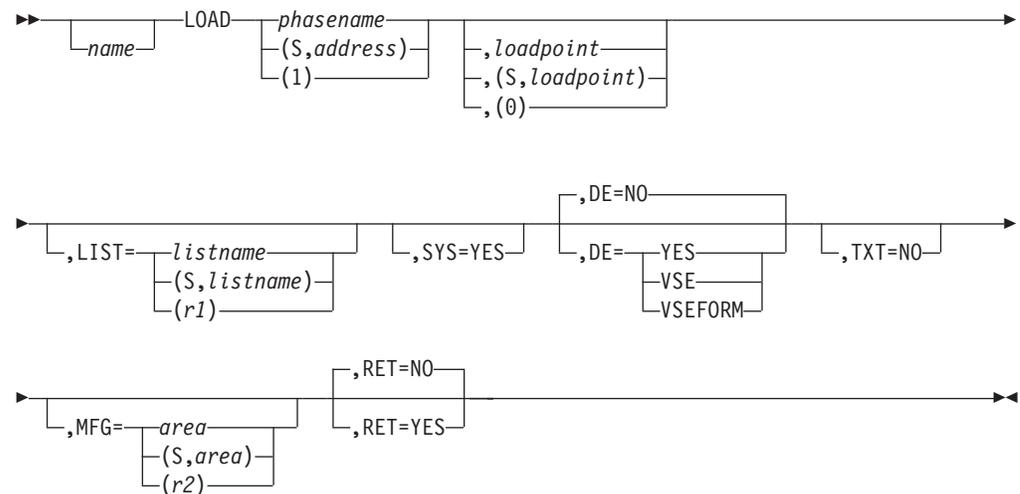 name LOAD phasename
(S,address)
(1)
,loadpoint
,(S,loadpoint)
,(0)
,LIST= listname
(S,listname)
(r1)
,SYS=YES
,DE=NO
,DE= YES
VSE
VSEFORM
,TXT=NO
,MFG= area
(S,area)
(r2)
,RET=NO
,RET=YES